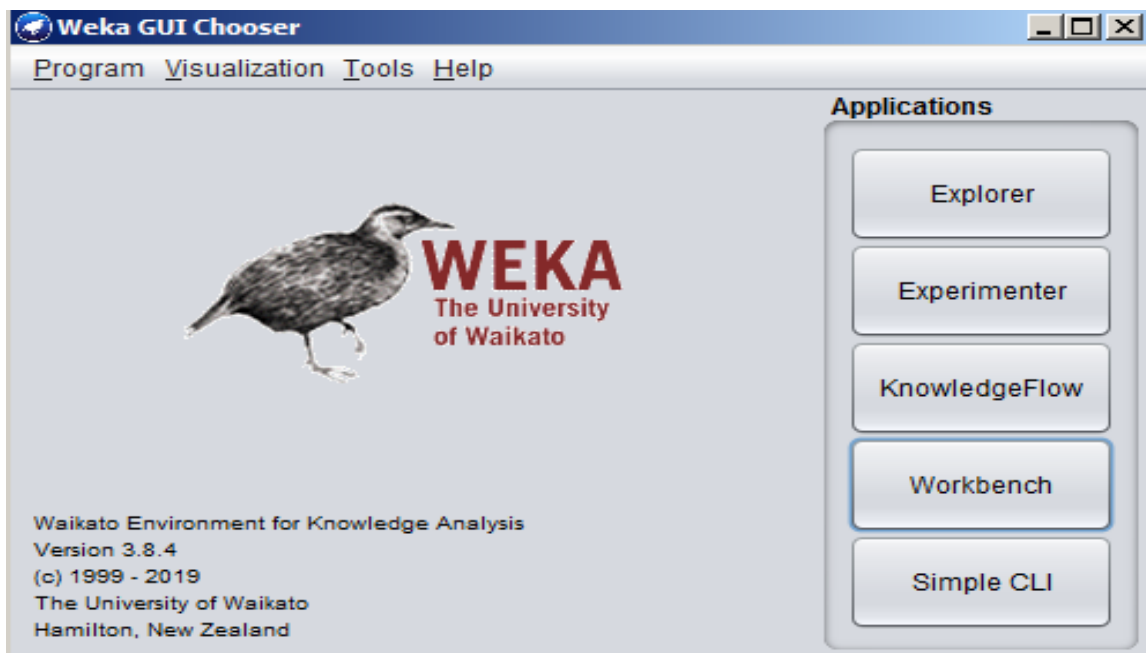 Weka GUI Chooser
Program Visualization Tools Help
Applications
Explorer
Experimenter
KnowledgeFlow
Workbench
Simple CLI
WEKA
The University
of Waikato
Waikato Environment for Knowledge Analysis
Version 3.8.4
(c) 1999 - 2019
The University of Waikato
Hamilton, New Zealand